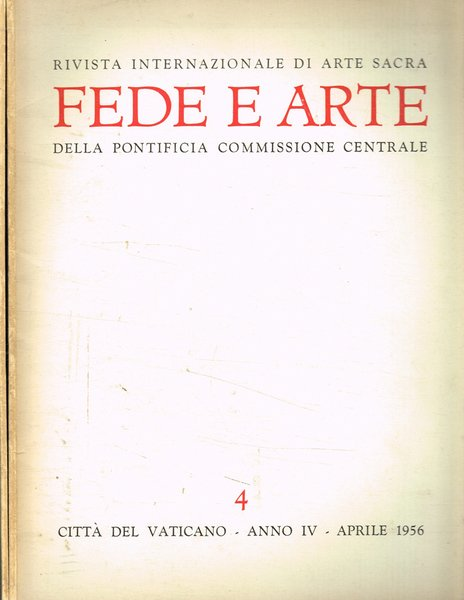 RIVISTA INTERNAZIONALE DI ARTE SACRA
FEDE E ARTE
DELLA PONTIFICIA COMMISSIONE CENTRALE
4
CITTÀ DEL VATICANO - ANNO IV - APRILE 1956